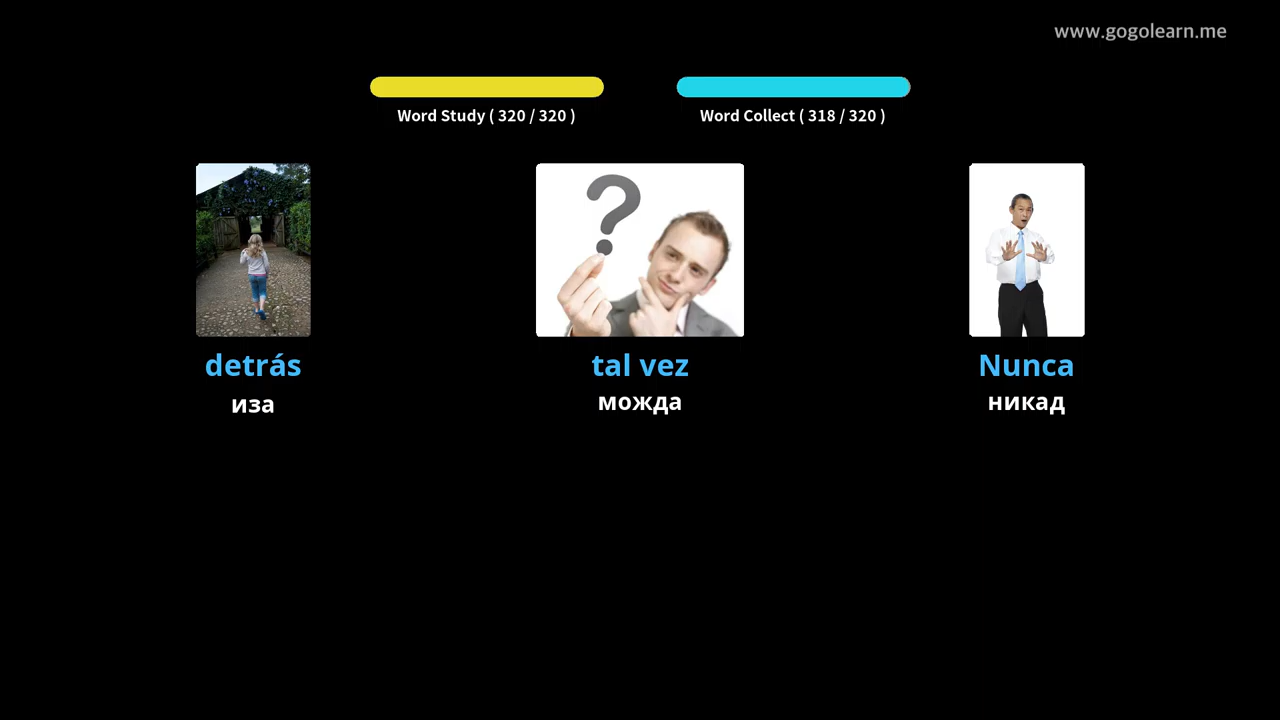 www.gogolearn.me
Word Study ( 320 / 320 )
Word Collect ( 318 / 320 )
detrás
иза
tal vez
можда
Nunca
никад